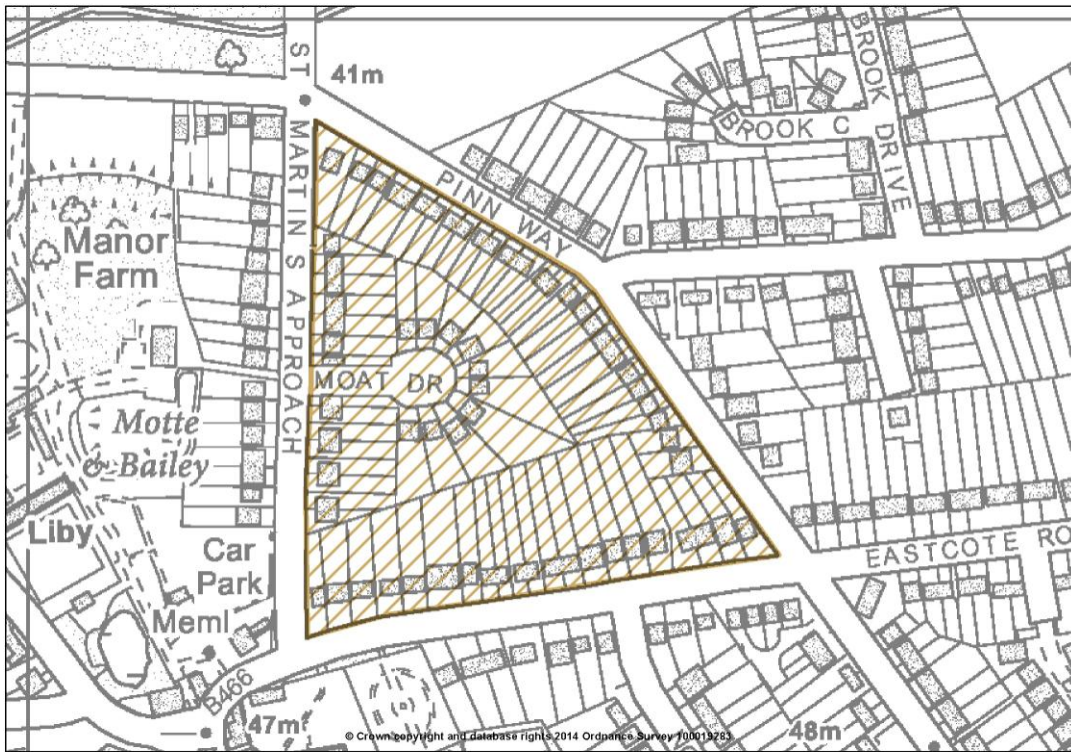 41m
ST MARTIN S APPROACH
BROOK C
BROOK DRIVE
PINN WAY
Manor
Farm
MOAT DR
Motte
& Bailey
Liby
Car
Park
Meml
EASTCOTE RO
B466
47m
48m
© Crown copyright and database rights 2014 Ordnance Survey 100019283